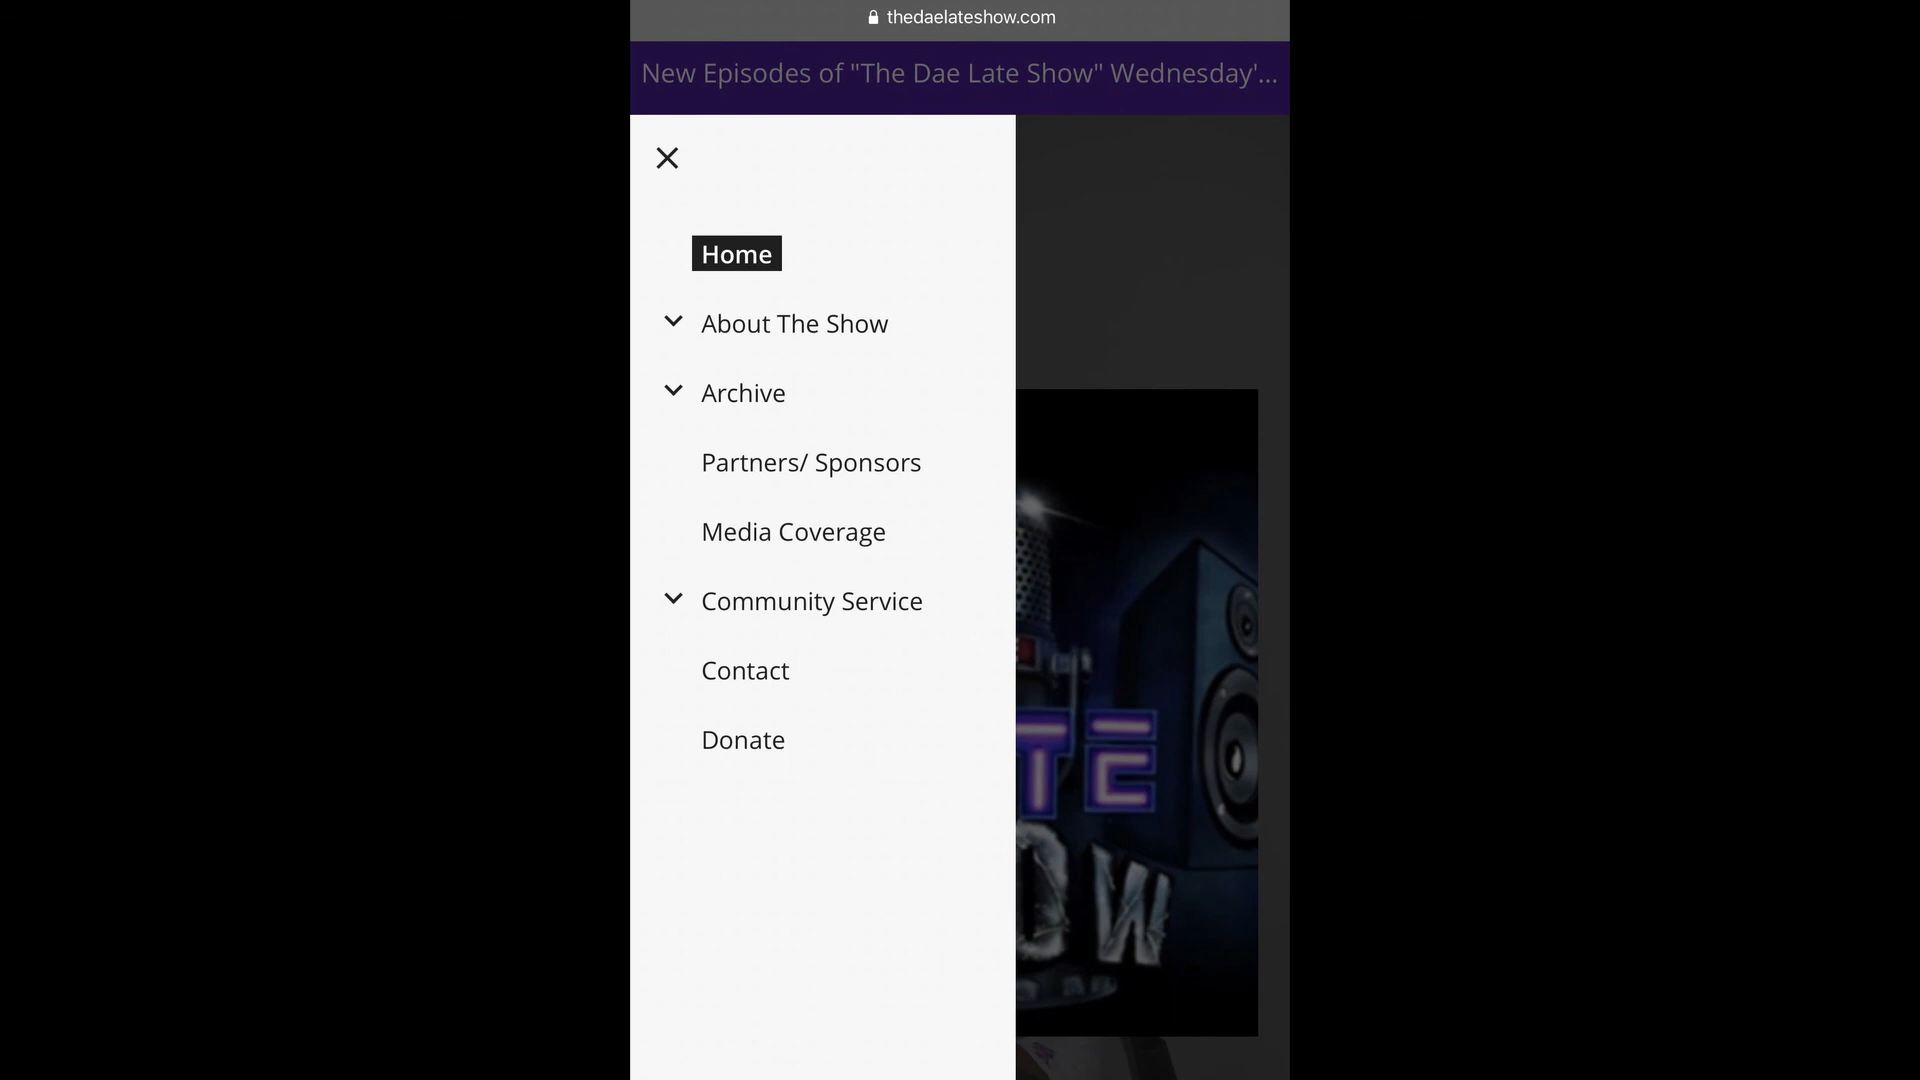 thedaelateshow.com
New Episodes of "The Dae Late Show" Wednesday'...
Home
About The Show
Archive
Partners/ Sponsors
Media Coverage
Community Service
Contact
Donate